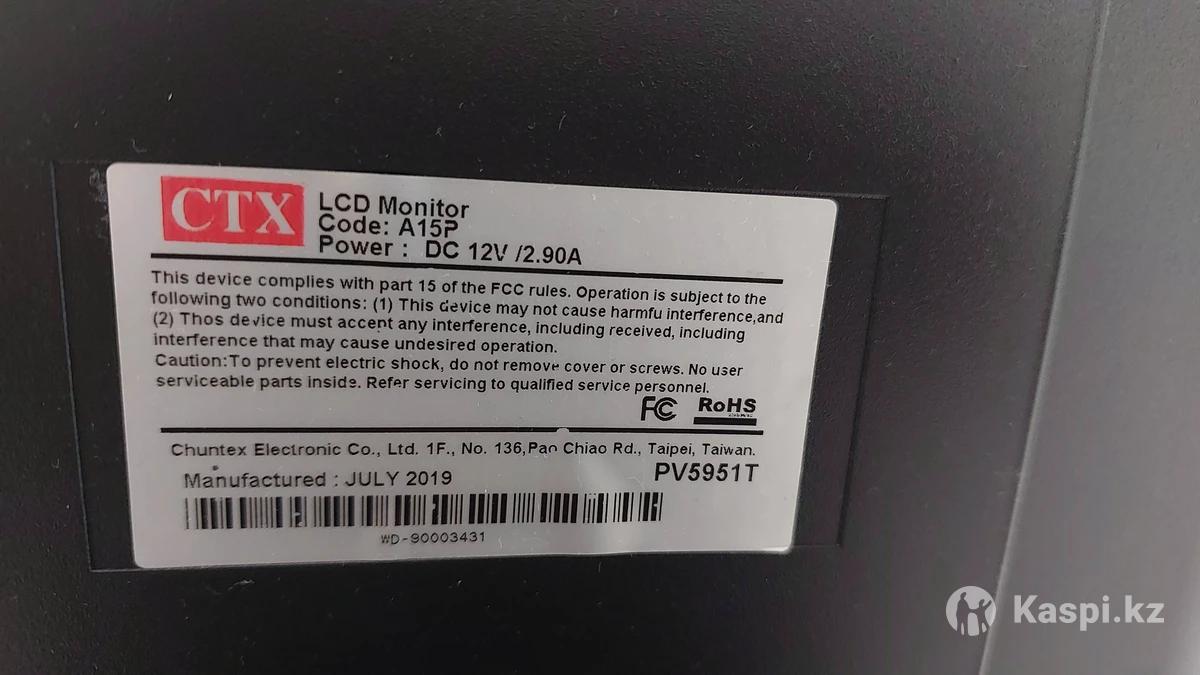 CTX
LCD Monitor
Code: A15P
Power : DC 12V /2.90A
This device complies with part 15 of the FCC rules. Operation is subject to the
following two conditions: (1) This device may not cause harmfu interference,and
(2) Thos device must accent any interference, including received, including
interference that may cause undesired operation.
Caution:To prevent electric shock, do not remove cover or screws. No user
serviceable parts inside. Refer servicing to qualified service personnel.
FC RoHS
Chuntex Electronic Co., Ltd. 1F., No. 136,Pao Chiao Rd., Taipei, Taiwan.
Manufactured : JULY 2019 PV5951T
WD-90003431
Kaspi.kz